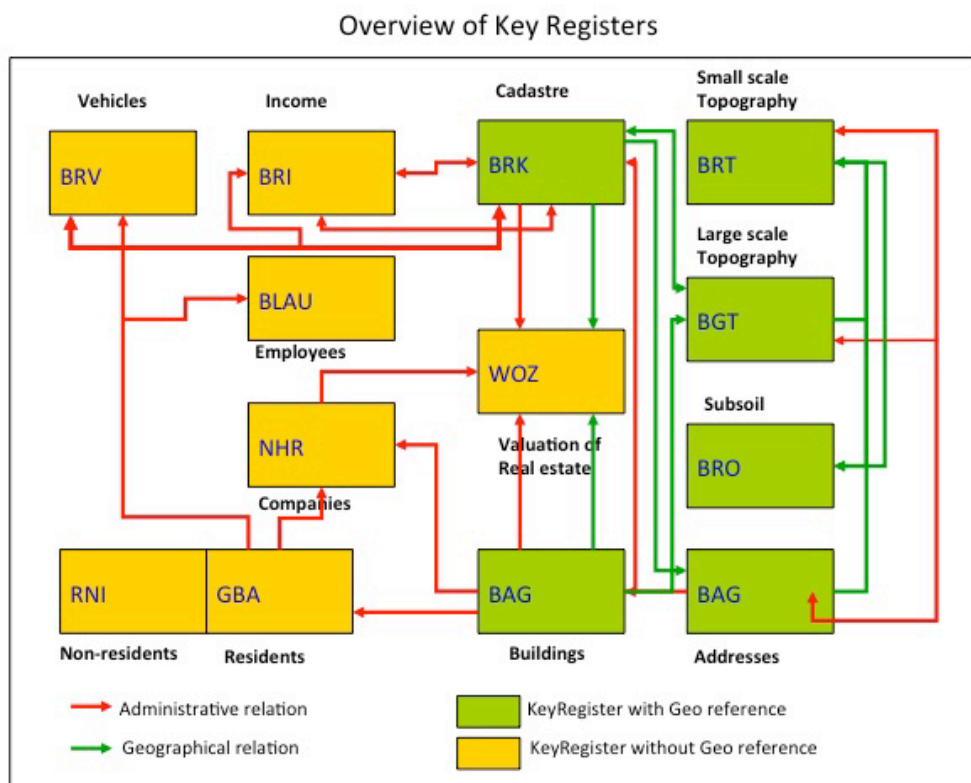 Overview of Key Registers
Vehicles
Income
Cadastre
Small scale
Topography
BRV
BRI
BRK
BRT
Large scale
Topography
BLAU
Employees
BGT
WOZ
Valuation of
Real estate
Subsoil
NHR
Companies
BRO
RNI
GBA
BAG
BAG
Non-residents
Residents
Buildings
Addresses
Administrative relation
KeyRegister with Geo reference
Geographical relation
KeyRegister without Geo reference